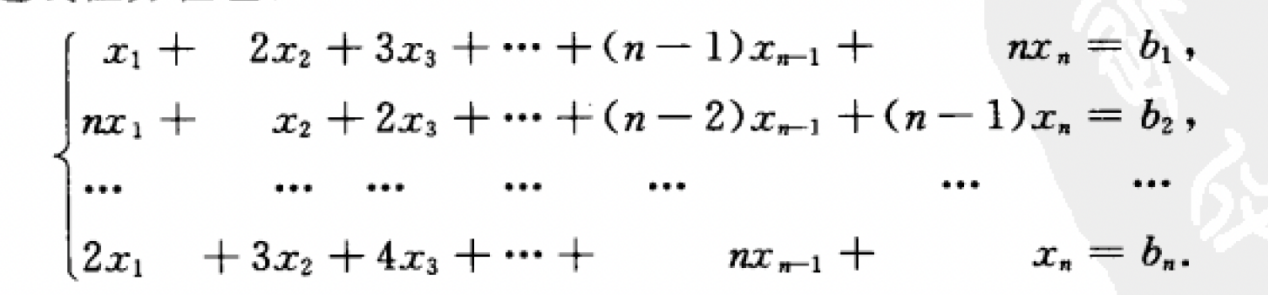 x₁ + 2x₂ + 3x₃ + ⋯ + (n − 1)xₙ₋₁ + nxₙ = b₁,
nx₁ + x₂ + 2x₃ + ⋯ + (n − 2)xₙ₋₁ + (n − 1)xₙ = b₂,
⋯ ⋯ ⋯ ⋯ ⋯ ⋯ ⋯
2x₁ + 3x₂ + 4x₃ + ⋯ + nxₙ₋₁ + xₙ = bₙ.